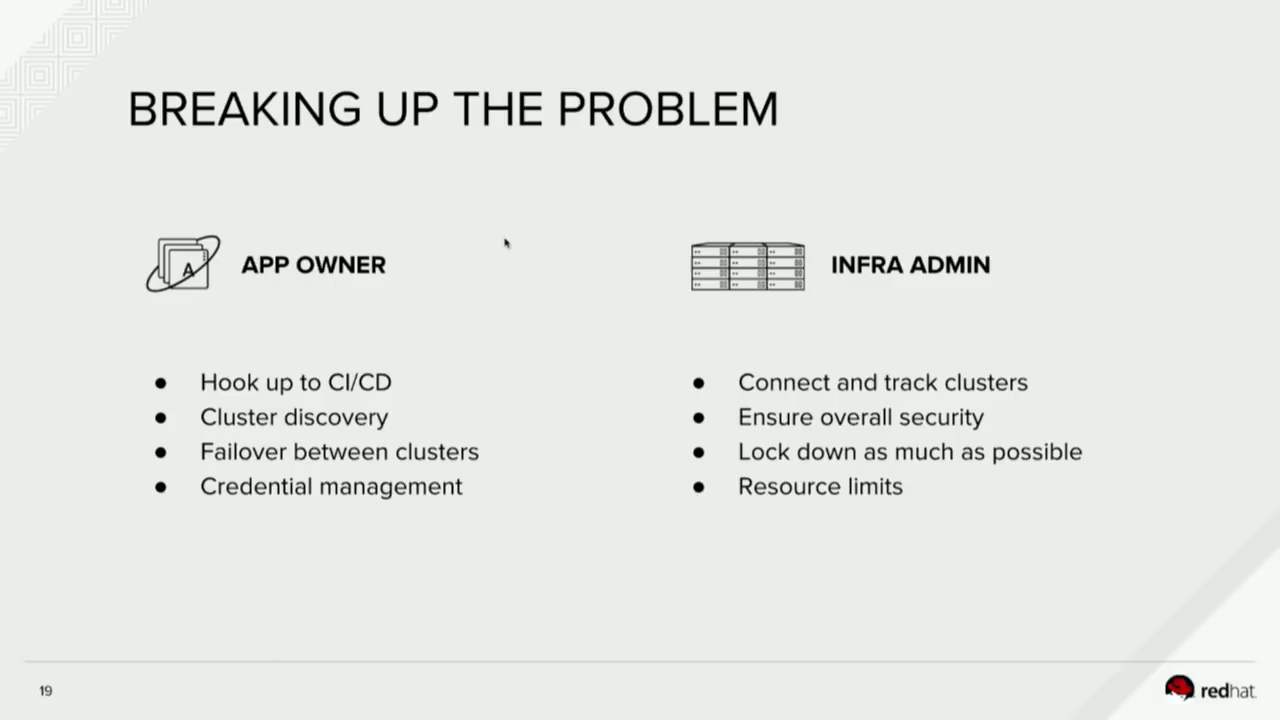 BREAKING UP THE PROBLEM
A
APP OWNER
● Hook up to CI/CD
● Cluster discovery
● Failover between clusters
● Credential management
INFRA ADMIN
● Connect and track clusters
● Ensure overall security
● Lock down as much as possible
● Resource limits
19
redhat.